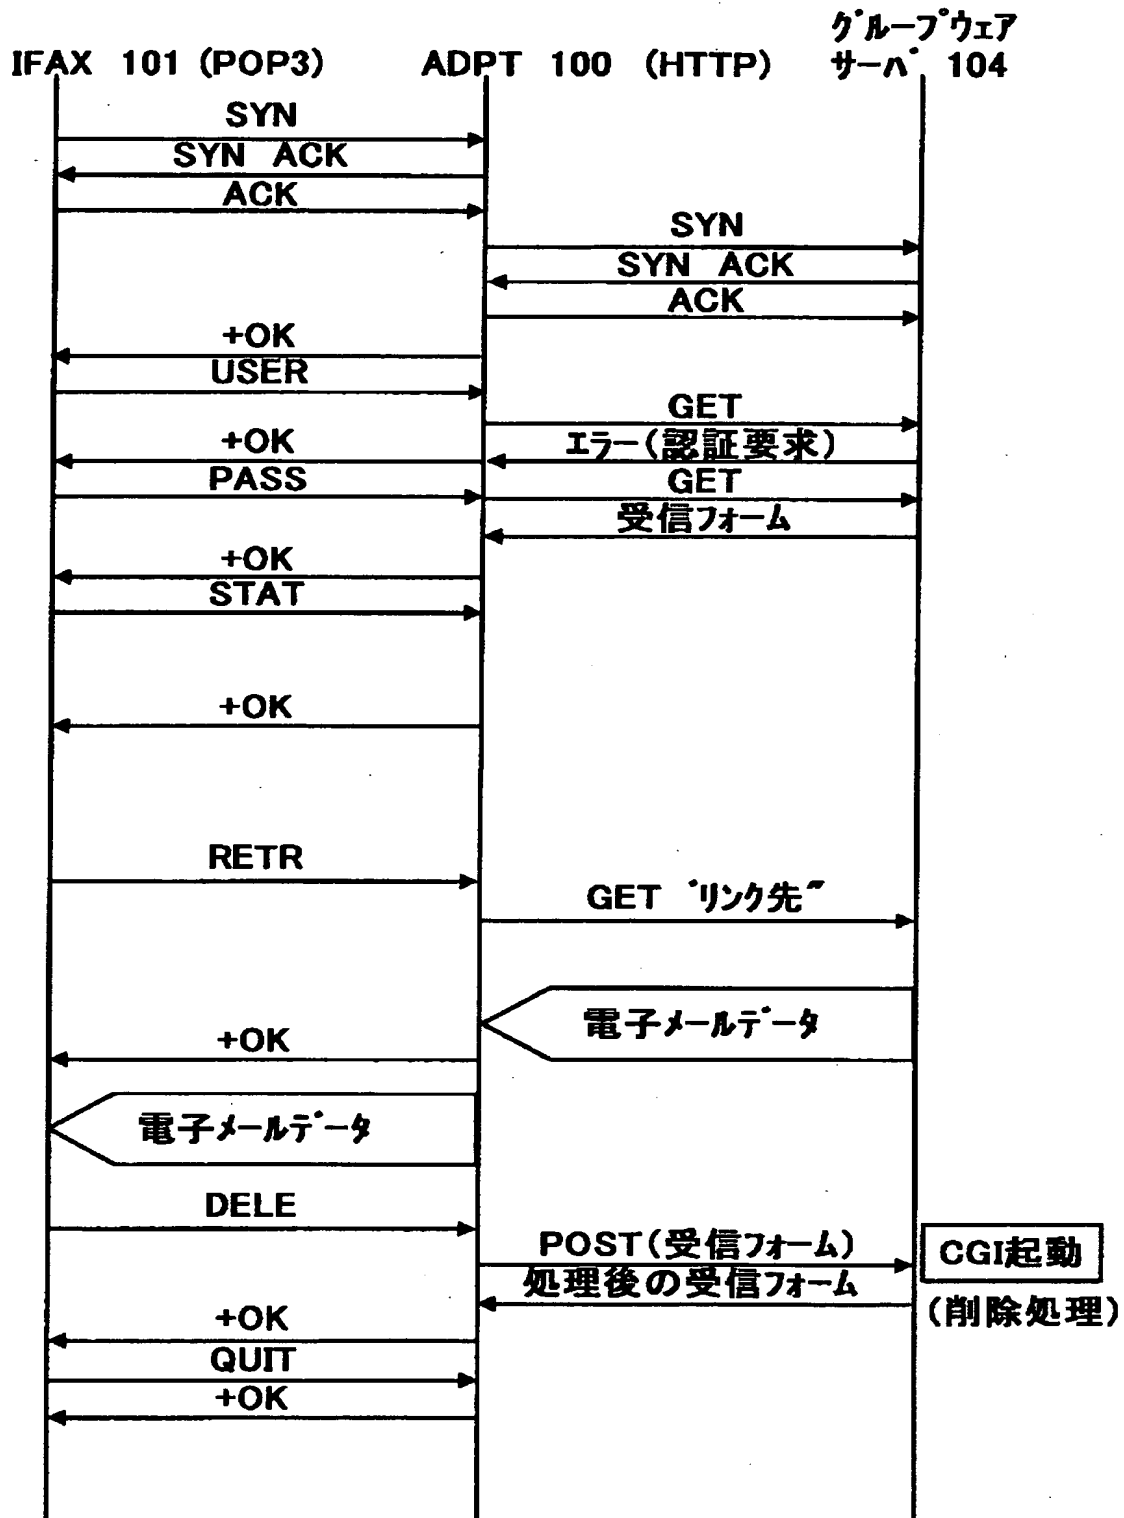 グループウェア
IFAX 101 (POP3) ADPT 100 (HTTP) サーバ 104
SYN
SYN ACK
ACK
SYN
SYN ACK
ACK
+OK
USER
GET
+OK エラー(認証要求)
PASS GET
受信フォーム
+OK
STAT
+OK
RETR
GET “リンク先”
電子メールデータ
+OK
電子メールデータ
DELE
POST(受信フォーム) CGI起動
処理後の受信フォーム (削除処理)
+OK
QUIT
+OK